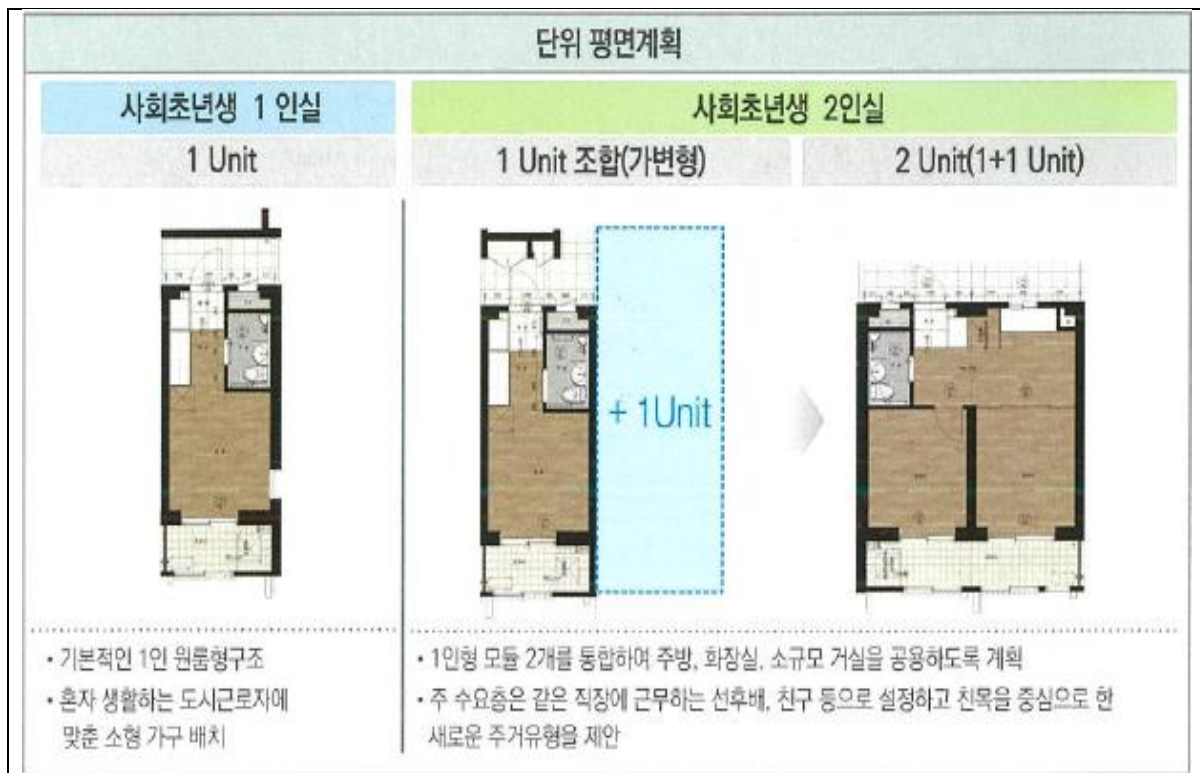 단위 평면계획
사회초년생 1 인실
사회초년생 2인실
1 Unit
1 Unit 조합(가변형)
2 Unit(1+1 Unit)
+ 1Unit
• 기본적인 1인 원룸형구조
• 혼자 생활하는 도시근로자에
맞춘 소형 가구 배치
• 1인형 모듈 2개를 통합하여 주방, 화장실, 소규모 거실을 공용하도록 계획
• 주 수요층은 같은 직장에 근무하는 선후배, 친구 등으로 설정하고 친목을 중심으로 한
새로운 주거유형을 제안